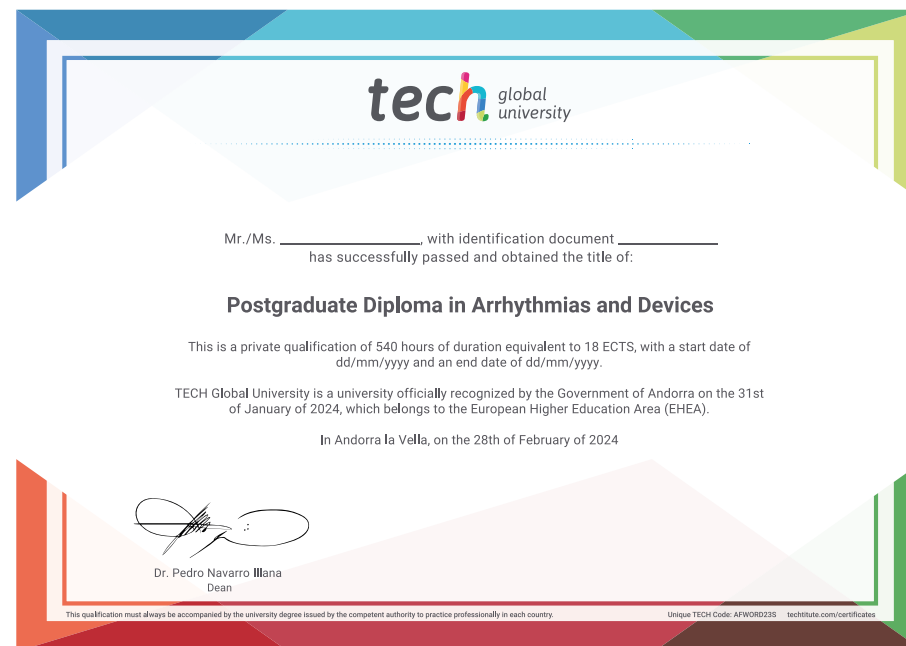 tech global
university
Mr./Ms. ____________, with identification document ____________
has successfully passed and obtained the title of:
Postgraduate Diploma in Arrhythmias and Devices
This is a private qualification of 540 hours of duration equivalent to 18 ECTS, with a start date of
dd/mm/yyyy and an end date of dd/mm/yyyy.
TECH Global University is a university officially recognized by the Government of Andorra on the 31st
of January of 2024, which belongs to the European Higher Education Area (EHEA).
In Andorra la Vella, on the 28th of February of 2024
Dr. Pedro Navarro Illana
Dean
This qualification must always be accompanied by the university degree issued by the competent authority to practice professionally in each country.
Unique TECH Code: AFWORD23S techtitute.com/certificates